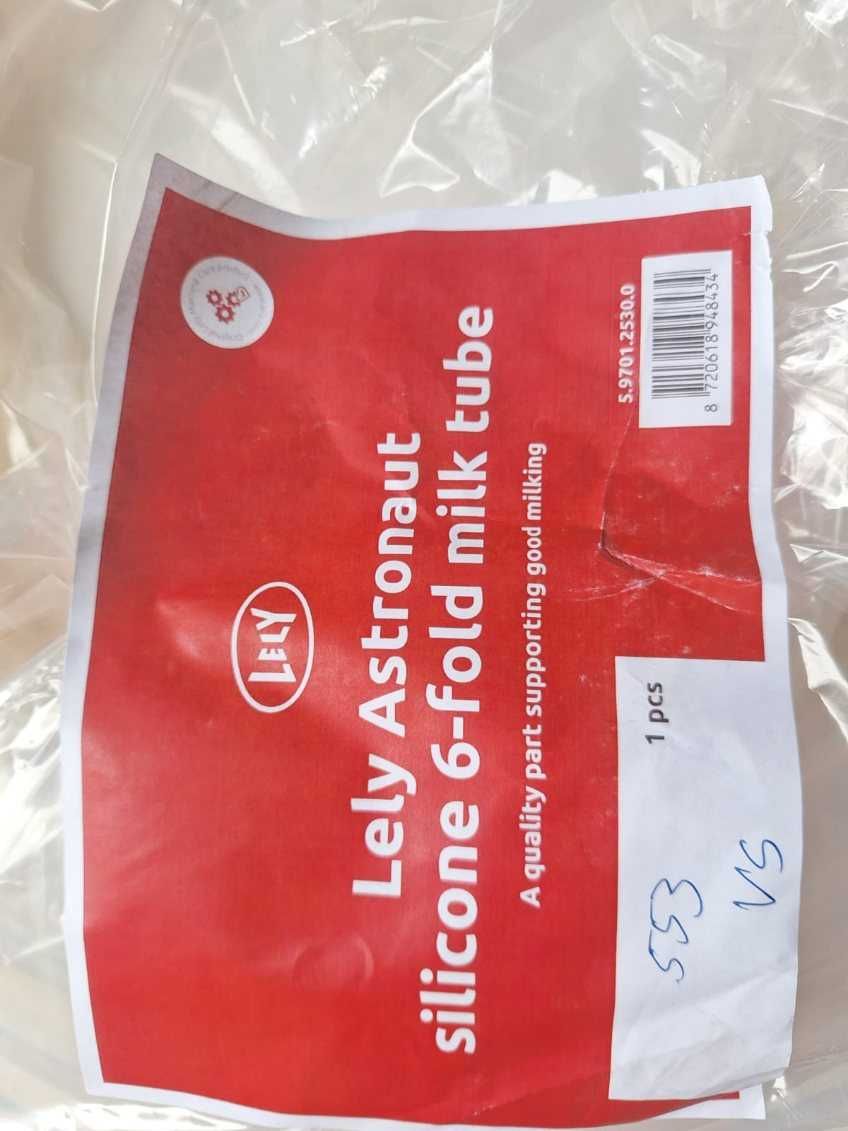 LELY
Lely Astronaut
silicone 6-fold milk tube
A quality part supporting good milking
5.9701.2530.0
8 720618 948434
1 pcs
553
VS